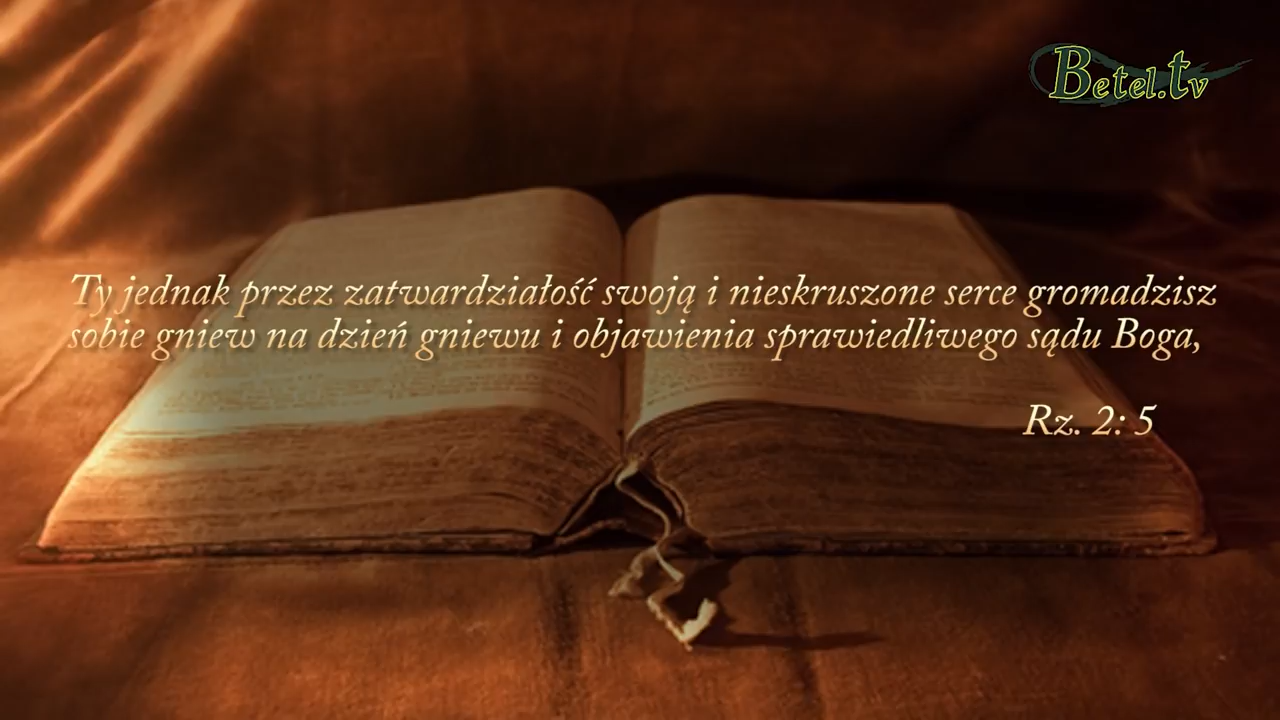 Betel.tv
Ty jednak przez zatwardziałość swoją i nieskruszone serce gromadzisz
sobie gniew na dzień gniewu i objawienia sprawiedliwego sądu Boga,
Rz. 2: 5